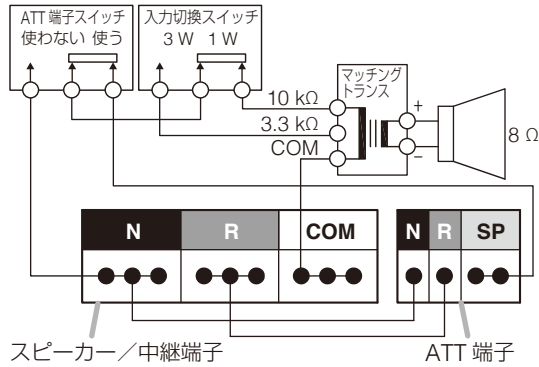 ATT 端子スイッチ
使わない 使う
入力切換スイッチ
3 W 1 W
マッチング
トランス
10 kΩ
3.3 kΩ
COM
+
−
8 Ω
N R COM
N R SP
スピーカー／中継端子
ATT 端子